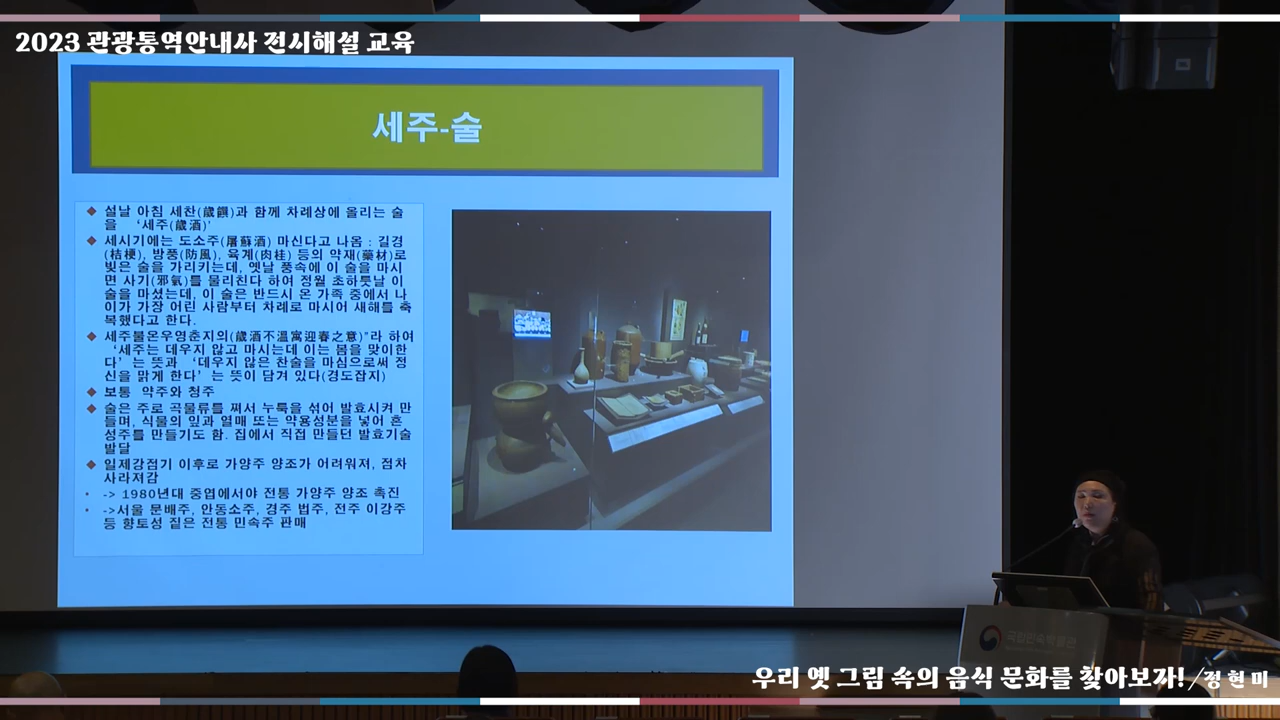 2023 관광통역안내사 전시해설 교육
세주-술
설날 아침 세찬(歲饌)과 함께 차례상에 올리는 술
을 ‘세주(歲酒)’
세시기에는 도소주(屠蘇酒) 마신다고 나옴 : 길경
(桔梗), 방풍(防風), 육계(肉桂) 등의 약재(藥材)로
빚은 술을 가리키는데, 옛날 풍속에 이 술을 마시
면 사기(邪氣)를 물리친다 하여 정월 초하룻날 이
술을 마셨는데, 이 술은 반드시 온 가족 중에서 나
이가 가장 어린 사람부터 차례로 마시어 새해를 축
복했다고 한다.
세주불온우영춘지의(歲酒不溫寓迎春之意)”라 하여
‘세주는 데우지 않고 마시는데 이는 봄을 맞이한
다’는 뜻과 ‘데우지 않은 찬술을 마심으로써 정
신을 맑게 한다’는 뜻이 담겨 있다(경도잡지)
보통 약주와 청주
술은 주로 곡물류를 쪄서 누룩을 섞어 발효시켜 만
들며, 식물의 잎과 열매 또는 약용성분을 넣어 혼
성주를 만들기도 함. 집에서 직접 만들던 발효기술
발달
일제강점기 이후로 가양주 양조가 어려워져, 점차
사라져감
-> 1980년대 중엽에서야 전통 가양주 양조 촉진
->서울 문배주, 안동소주, 경주 법주, 전주 이강주
등 향토성 짙은 전통 민속주 판매
국립민속박물관
우리 옛 그림 속의 음식 문화를 찾아보자! /정현미